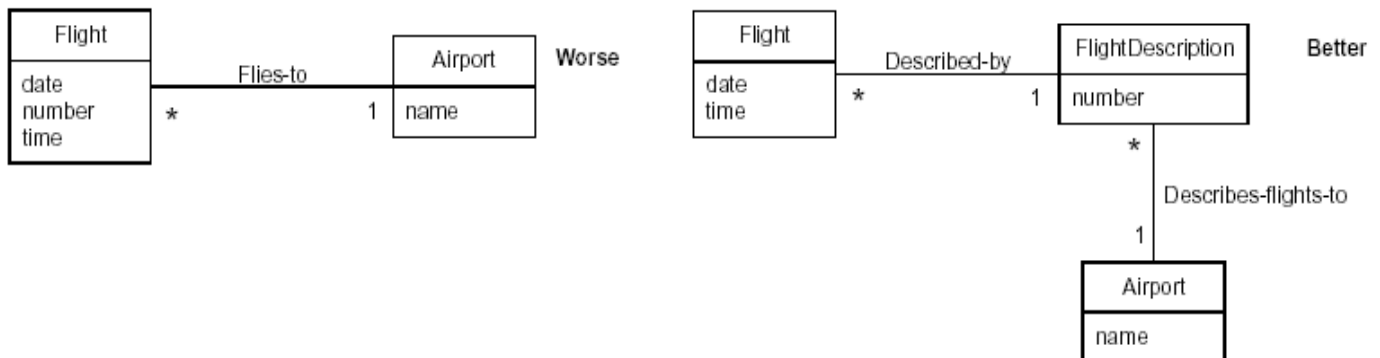 Flight
date
number
time
Flies-to
*
1
Airport
name
Worse
Flight
date
time
Described-by
*
1
FlightDescription
number
Better
*
Describes-flights-to
1
Airport
name